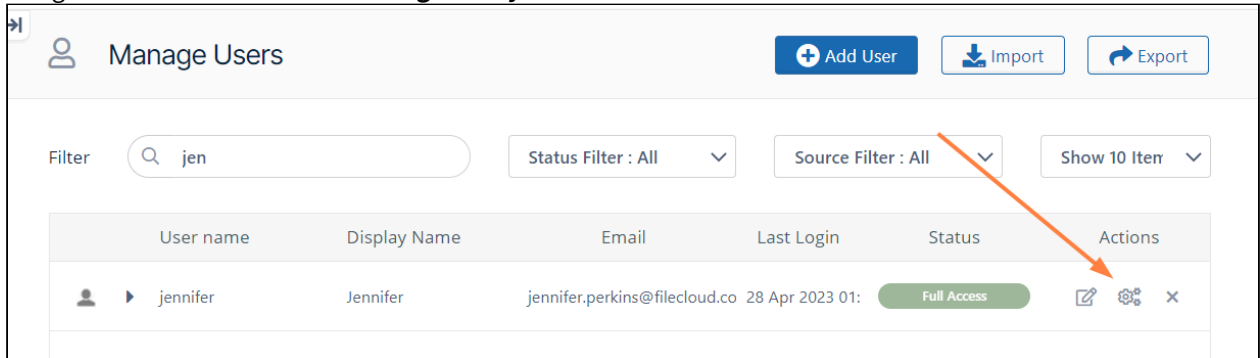 Manage Users
Add User
Import
Export
Filter
jen
Status Filter : All
Source Filter : All
Show 10 Iten
User name Display Name Email Last Login Status Actions
jennifer Jennifer jennifer.perkins@filecloud.co 28 Apr 2023 01: Full Access